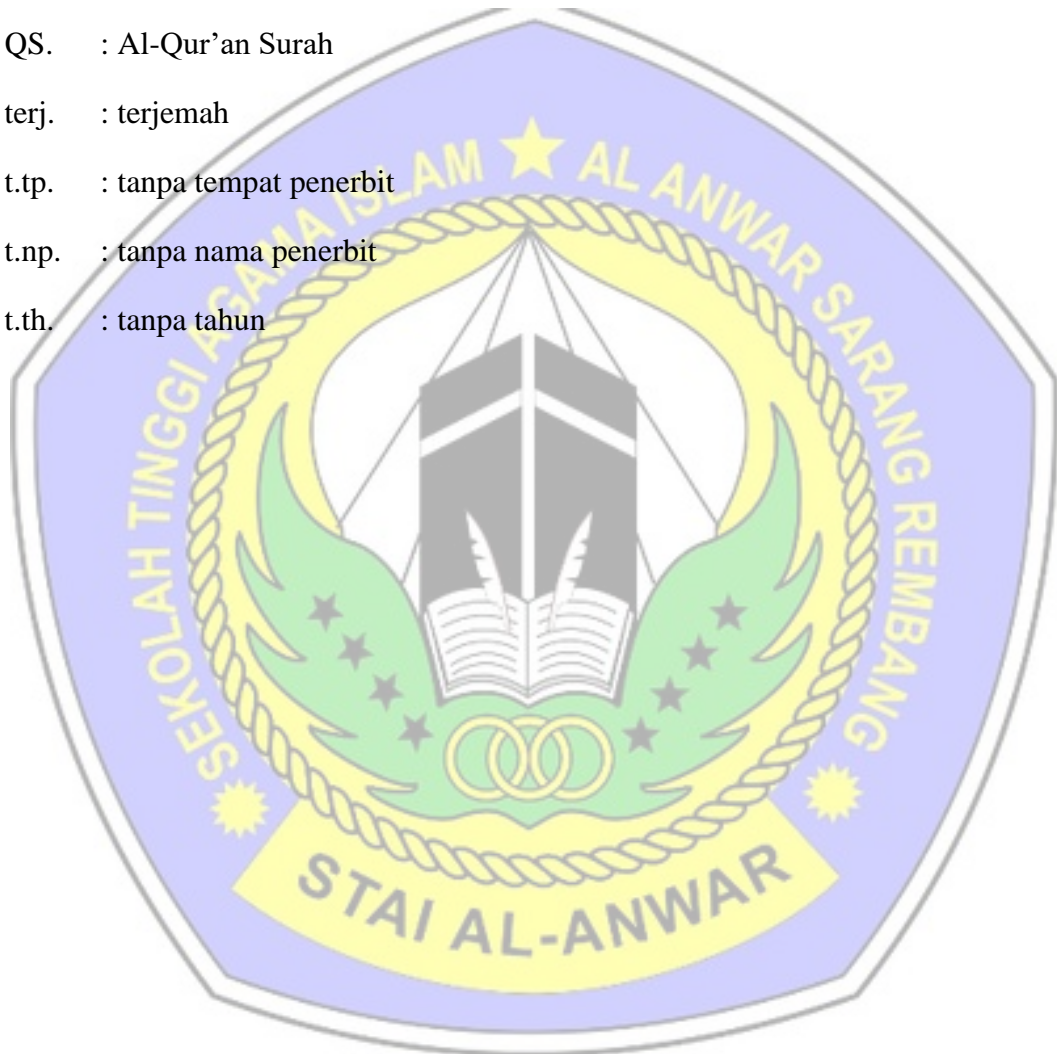 QS. : Al-Qur’an Surah
terj. : terjemah
t.tp. : tanpa tempat penerbit
t.np. : tanpa nama penerbit
t.th. : tanpa tahun
SEKOLAH TINGGI AGAMA ISLAM ★ AL ANWAR SARANG REMBANG
STAI AL-ANWAR